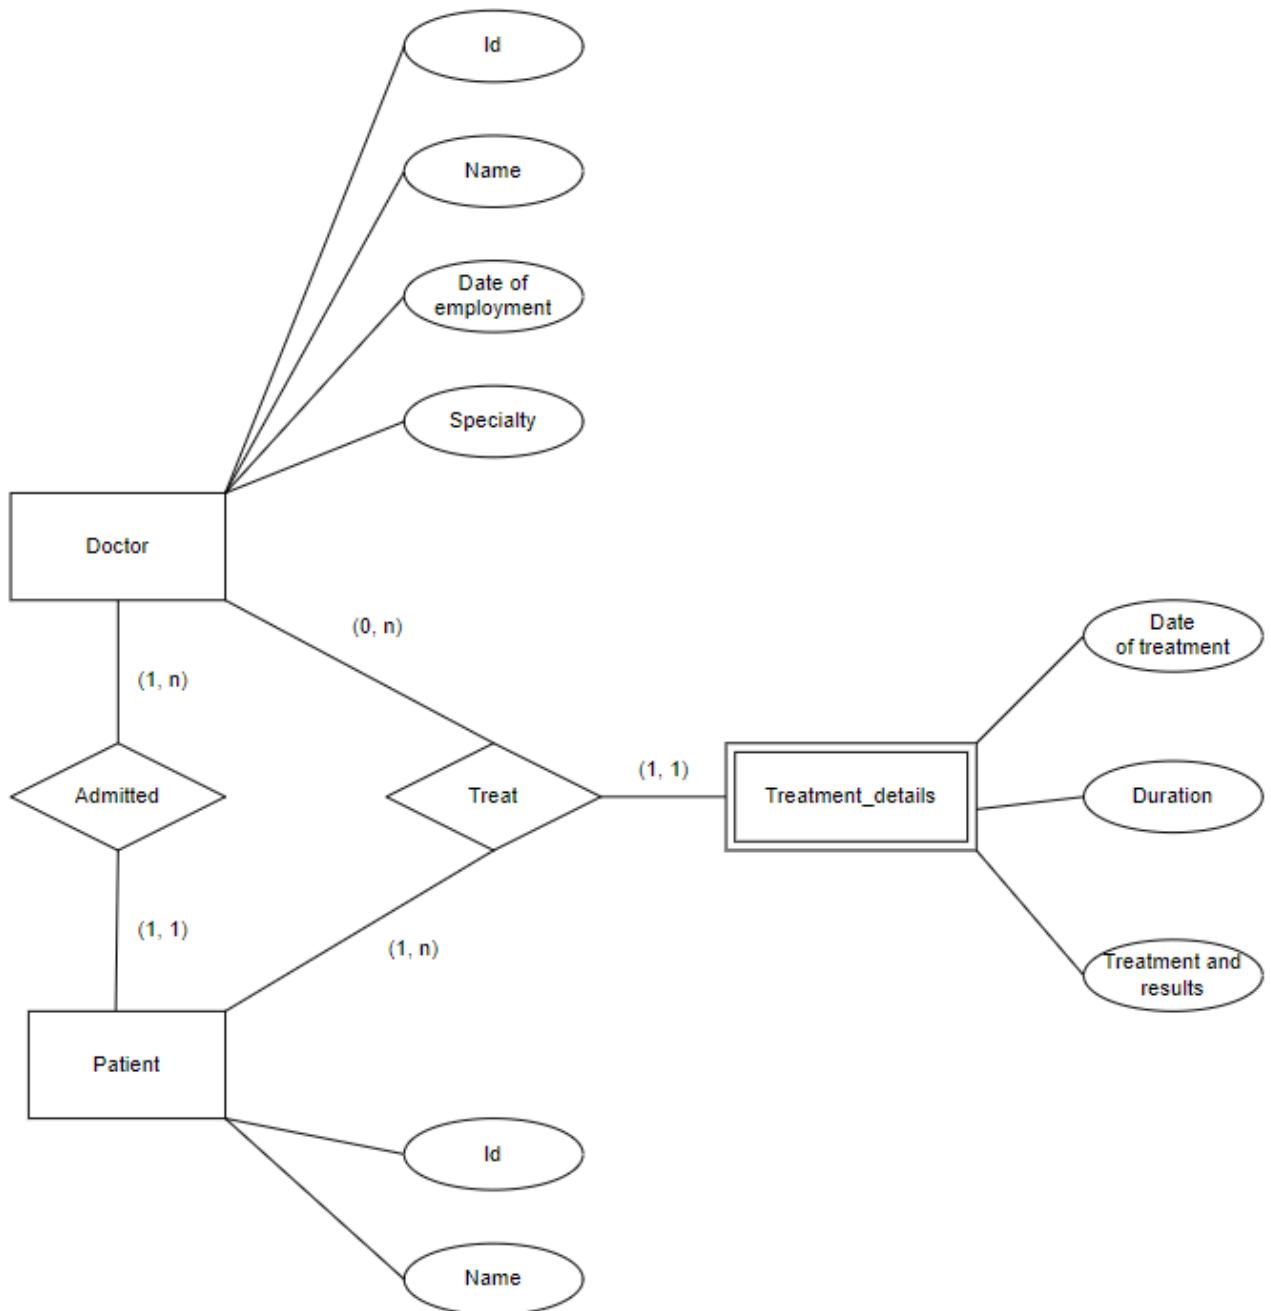 Id
Name
Date of
employment
Specialty
Doctor
(0, n)
(1, n)
Date
of treatment
Admitted
Treat
(1, 1)
Treatment_details
Duration
(1, 1)
(1, n)
Treatment and
results
Patient
Id
Name